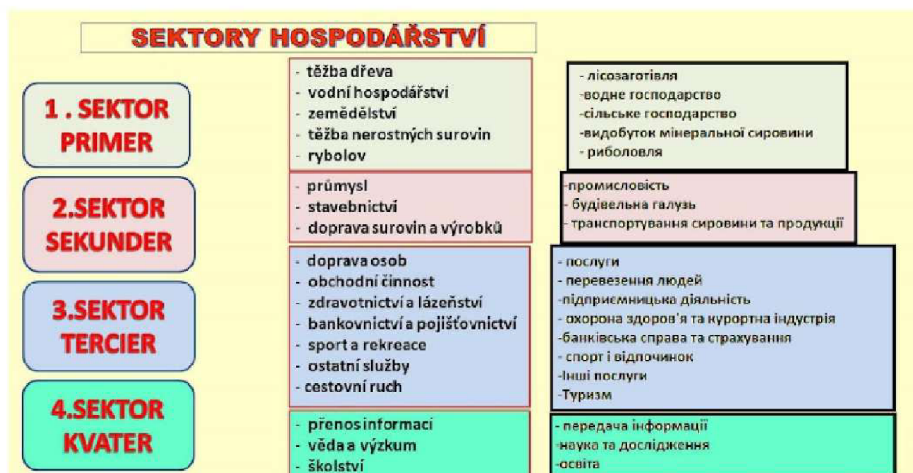 SEKTORY HOSPODÁŘSTVÍ
1 . SEKTOR
PRIMER
- těžba dřeva
- vodní hospodářství
- zemědělství
- těžba nerostných surovin
- rybolov
- лісозаготівля
-водне господарство
-сільське господарство
-видобуток мінеральної сировини
- риболовля
2.SEKTOR
SEKUNDER
- průmysl
- stavebnictví
- doprava surovin a výrobků
-промисловість
- будівельна галузь
- транспортування сировини та продукції
3.SEKTOR
TERCIER
- doprava osob
- obchodní činnost
- zdravotnictví a lázeňství
- bankovnictví a pojišťovnictví
- sport a rekreace
- ostatní služby
- cestovní ruch
- послуги
- перевезення людей
-підприємницька діяльність
- охорона здоров'я та курортна індустрія
-банківська справа та страхування
- спорт і відпочинок
-Інші послуги
-Туризм
4.SEKTOR
KVATER
- přenos informací
- věda a výzkum
- školství
- передача інформації
-наука та дослідження
-освіта